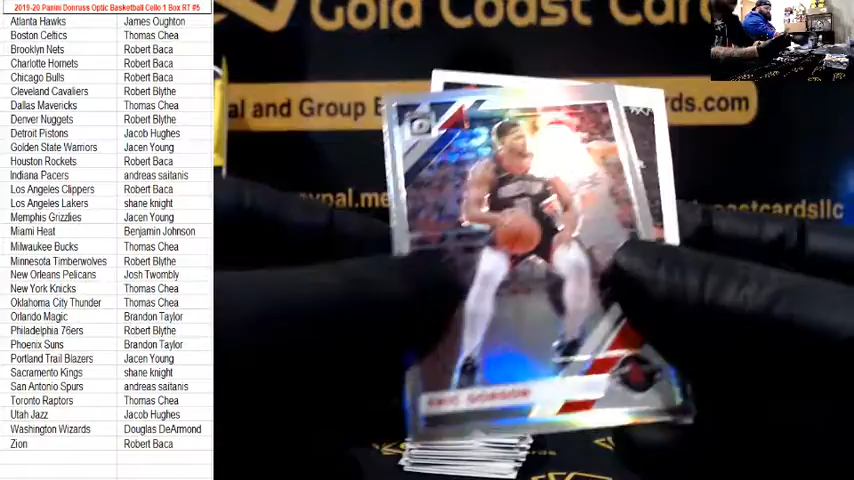 2019-20 Panini Donruss Optic Basketball Cello 1 Box RT #5
Atlanta Hawks James Oughton
Boston Celtics Thomas Chea
Brooklyn Nets Robert Baca
Charlotte Hornets Robert Baca
Chicago Bulls Robert Baca
Cleveland Cavaliers Robert Blythe
Dallas Mavericks Thomas Chea
Denver Nuggets Robert Blythe
Detroit Pistons Jacob Hughes
Golden State Warriors Jacen Young
Houston Rockets Robert Baca
Indiana Pacers andreas saitanis
Los Angeles Clippers Robert Baca
Los Angeles Lakers shane knight
Memphis Grizzlies Jacen Young
Miami Heat Benjamin Johnson
Milwaukee Bucks Thomas Chea
Minnesota Timberwolves Robert Blythe
New Orleans Pelicans Josh Twombly
New York Knicks Thomas Chea
Oklahoma City Thunder Thomas Chea
Orlando Magic Brandon Taylor
Philadelphia 76ers Robert Blythe
Phoenix Suns Brandon Taylor
Portland Trail Blazers Jacen Young
Sacramento Kings shane knight
San Antonio Spurs andreas saitanis
Toronto Raptors Thomas Chea
Utah Jazz Jacob Hughes
Washington Wizards Douglas DeArmond
Zion Robert Baca
Gold Coast Car
al and Group B
rds.com
ypal.me
oastcardsllc
ERIC GORDON